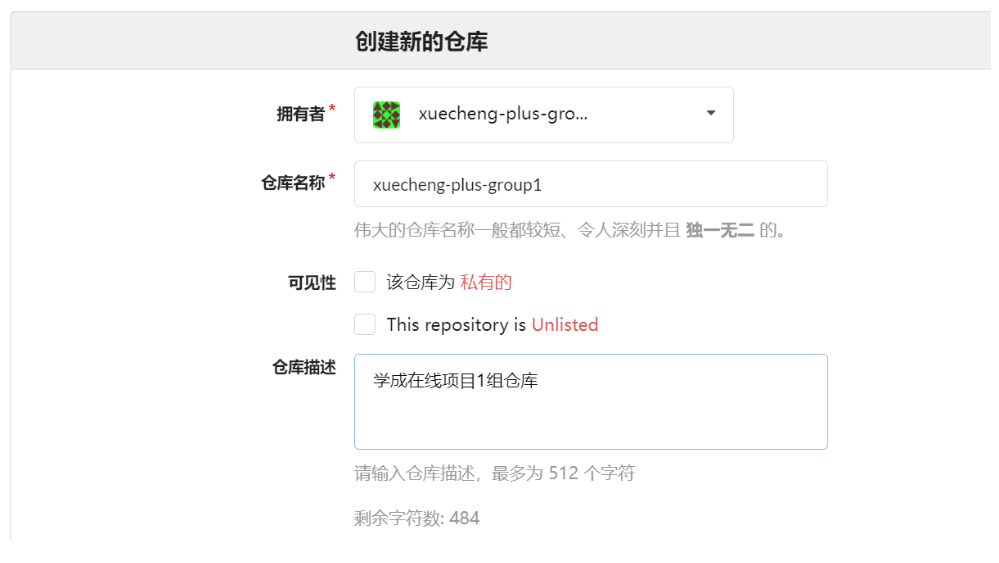 创建新的仓库
拥有者* xuecheng-plus-gro...
仓库名称* xuecheng-plus-group1
伟大的仓库名称一般都较短、令人深刻并且 独一无二 的。
可见性 该仓库为 私有的
This repository is Unlisted
仓库描述 学成在线项目1组仓库
请输入仓库描述，最多为 512 个字符
剩余字符数: 484